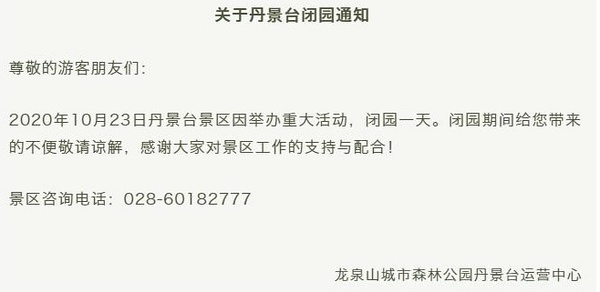 关于丹景台闭园通知
尊敬的游客朋友们：
2020年10月23日丹景台景区因举办重大活动，闭园一天。闭园期间给您带来
的不便敬请谅解，感谢大家对景区工作的支持与配合！
景区咨询电话：028-60182777
龙泉山城市森林公园丹景台运营中心